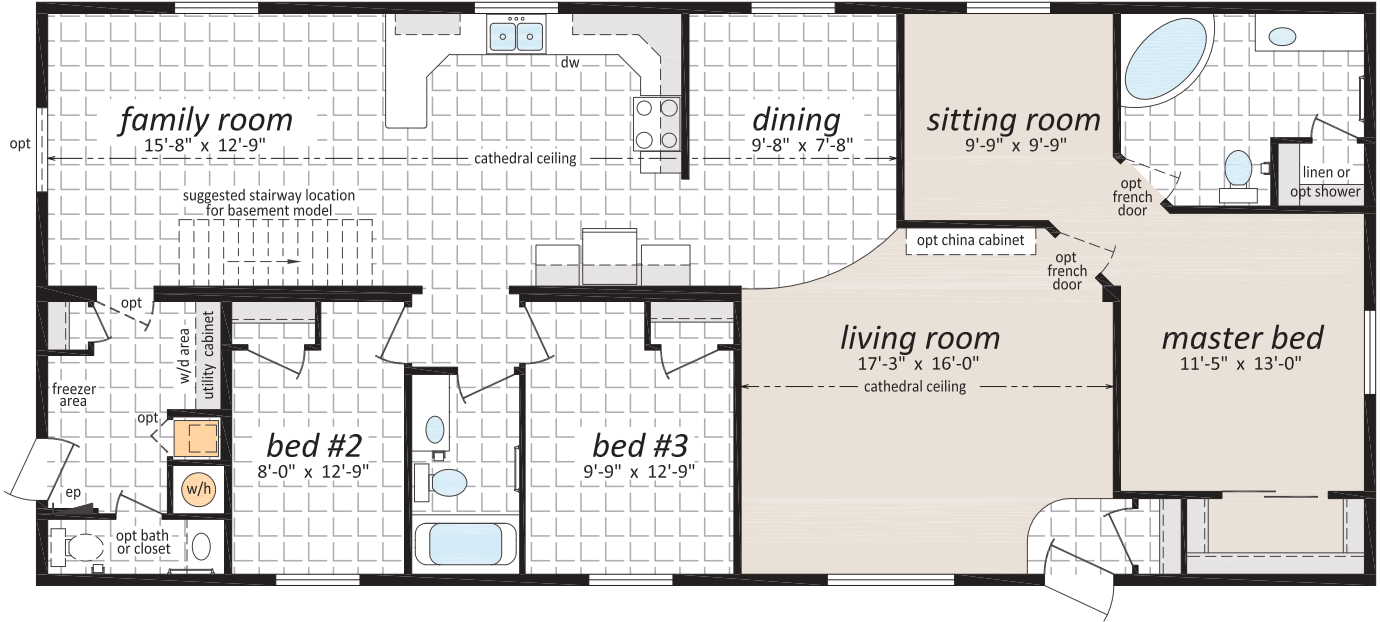 dw
family room
15'-8" x 12'-9"
opt
cathedral ceiling
dining
9'-8" x 7'-8"
sitting room
9'-9" x 9'-9"
linen or
opt shower
opt
french
door
suggested stairway location
for basement model
opt china cabinet
opt
french
door
opt
w/d area
utility cabinet
freezer
area
opt
w/h
ep
opt bath
or closet
bed #2
8'-0" x 12'-9"
bed #3
9'-9" x 12'-9"
living room
17'-3" x 16'-0"
cathedral ceiling
master bed
11'-5" x 13'-0"